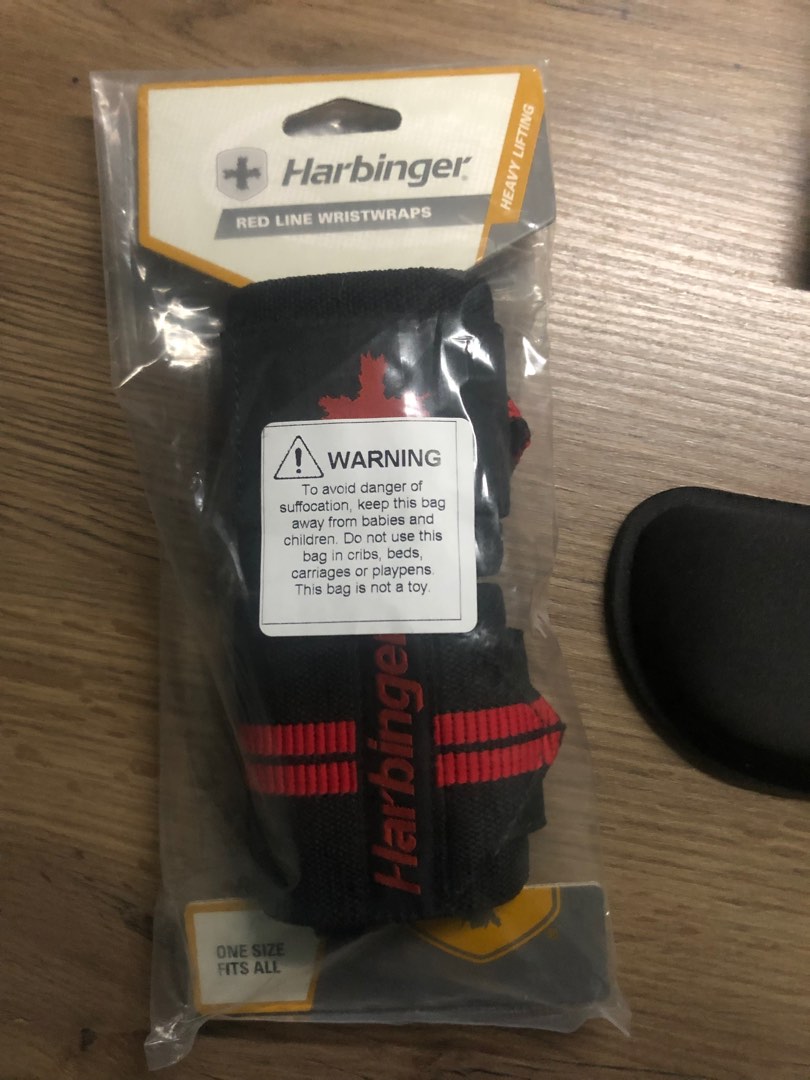 Harbinger
RED LINE WRISTWRAPS
HEAVY LIFTING
WARNING
To avoid danger of
suffocation, keep this bag
away from babies and
children. Do not use this
bag in cribs, beds,
carriages or playpens.
This bag is not a toy.
Harbinger
ONE SIZE
FITS ALL